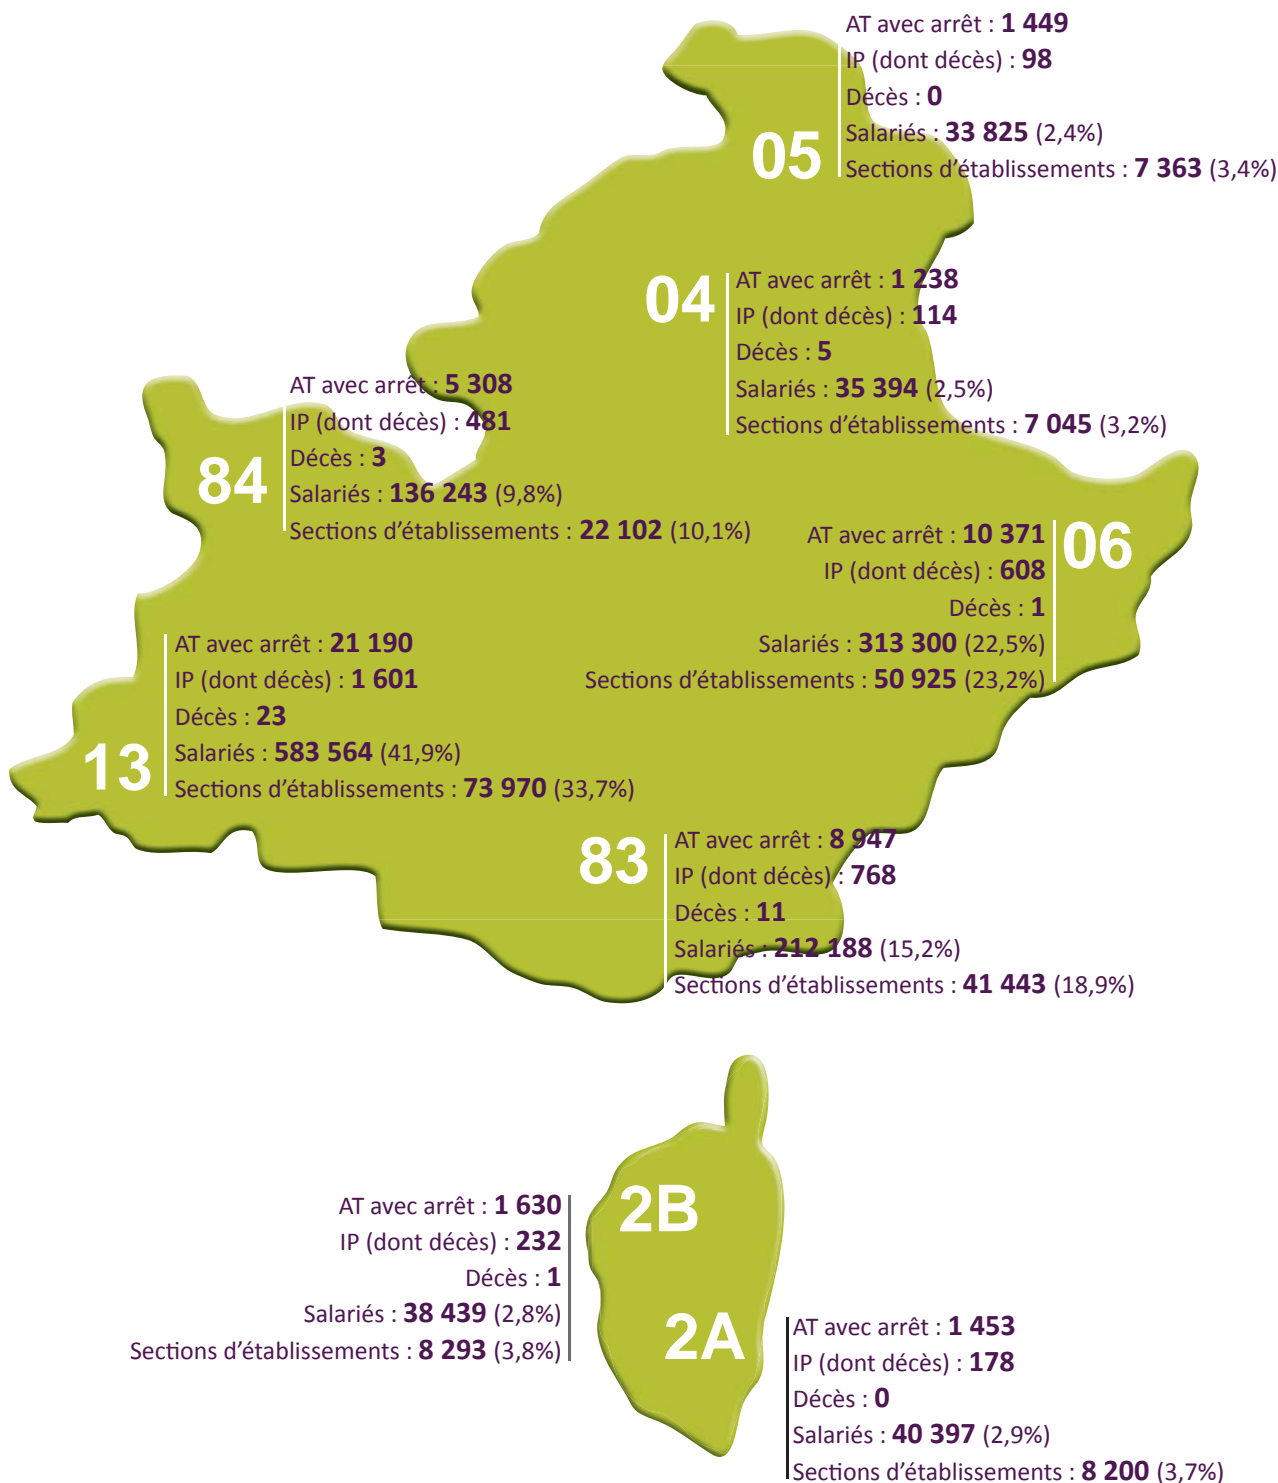 AT avec arrêt : 1 449
IP (dont décès) : 98
Décès : 0
Salariés : 33 825 (2,4%)
Sections d'établissements : 7 363 (3,4%)
05
AT avec arrêt : 1 238
IP (dont décès) : 114
Décès : 5
Salariés : 35 394 (2,5%)
Sections d'établissements : 7 045 (3,2%)
04
AT avec arrêt : 5 308
IP (dont décès) : 481
Décès : 3
Salariés : 136 243 (9,8%)
Sections d'établissements : 22 102 (10,1%)
84
AT avec arrêt : 10 371
IP (dont décès) : 608
Décès : 1
Salariés : 313 300 (22,5%)
Sections d'établissements : 50 925 (23,2%)
06
AT avec arrêt : 21 190
IP (dont décès) : 1 601
Décès : 23
Salariés : 583 564 (41,9%)
Sections d'établissements : 73 970 (33,7%)
13
AT avec arrêt : 8 947
IP (dont décès) : 768
Décès : 11
Salariés : 212 188 (15,2%)
Sections d'établissements : 41 443 (18,9%)
83
AT avec arrêt : 1 630
IP (dont décès) : 232
Décès : 1
Salariés : 38 439 (2,8%)
Sections d'établissements : 8 293 (3,8%)
2B
2A
AT avec arrêt : 1 453
IP (dont décès) : 178
Décès : 0
Salariés : 40 397 (2,9%)
Sections d'établissements : 8 200 (3,7%)